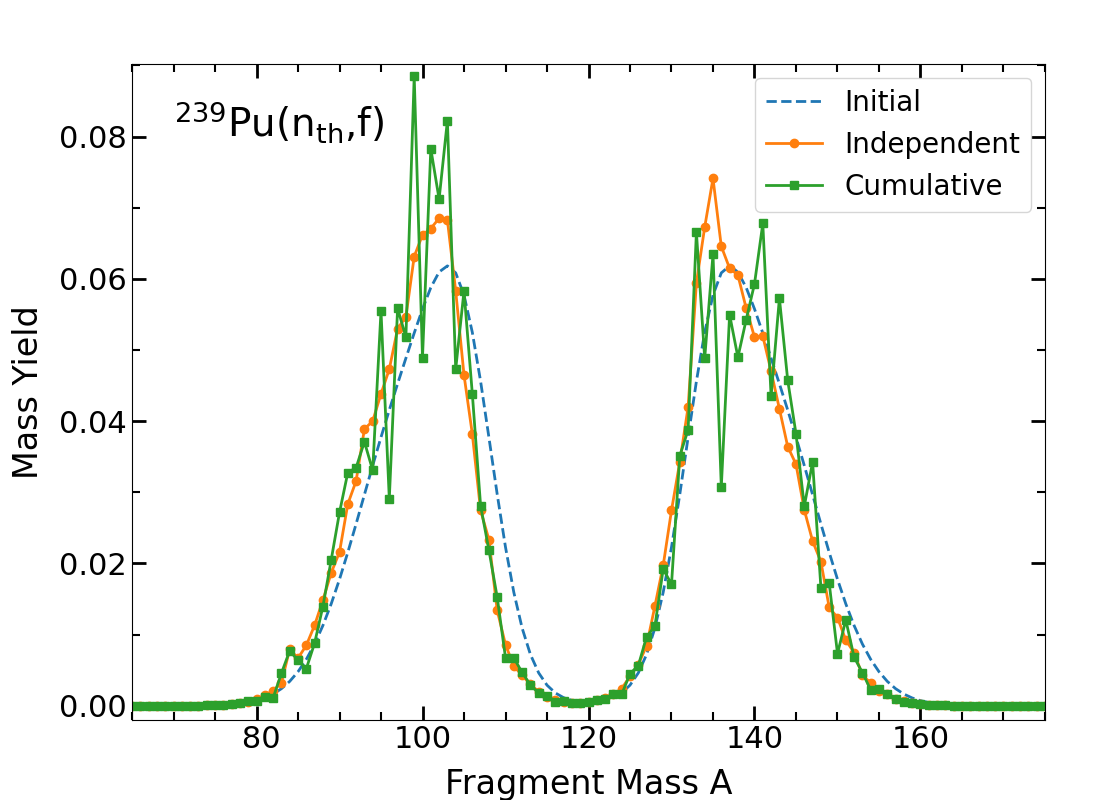 ²³⁹Pu(nₜₕ,f)
Initial
Independent
Cumulative
Mass Yield
0.08
0.06
0.04
0.02
0.00
80 100 120 140 160
Fragment Mass A